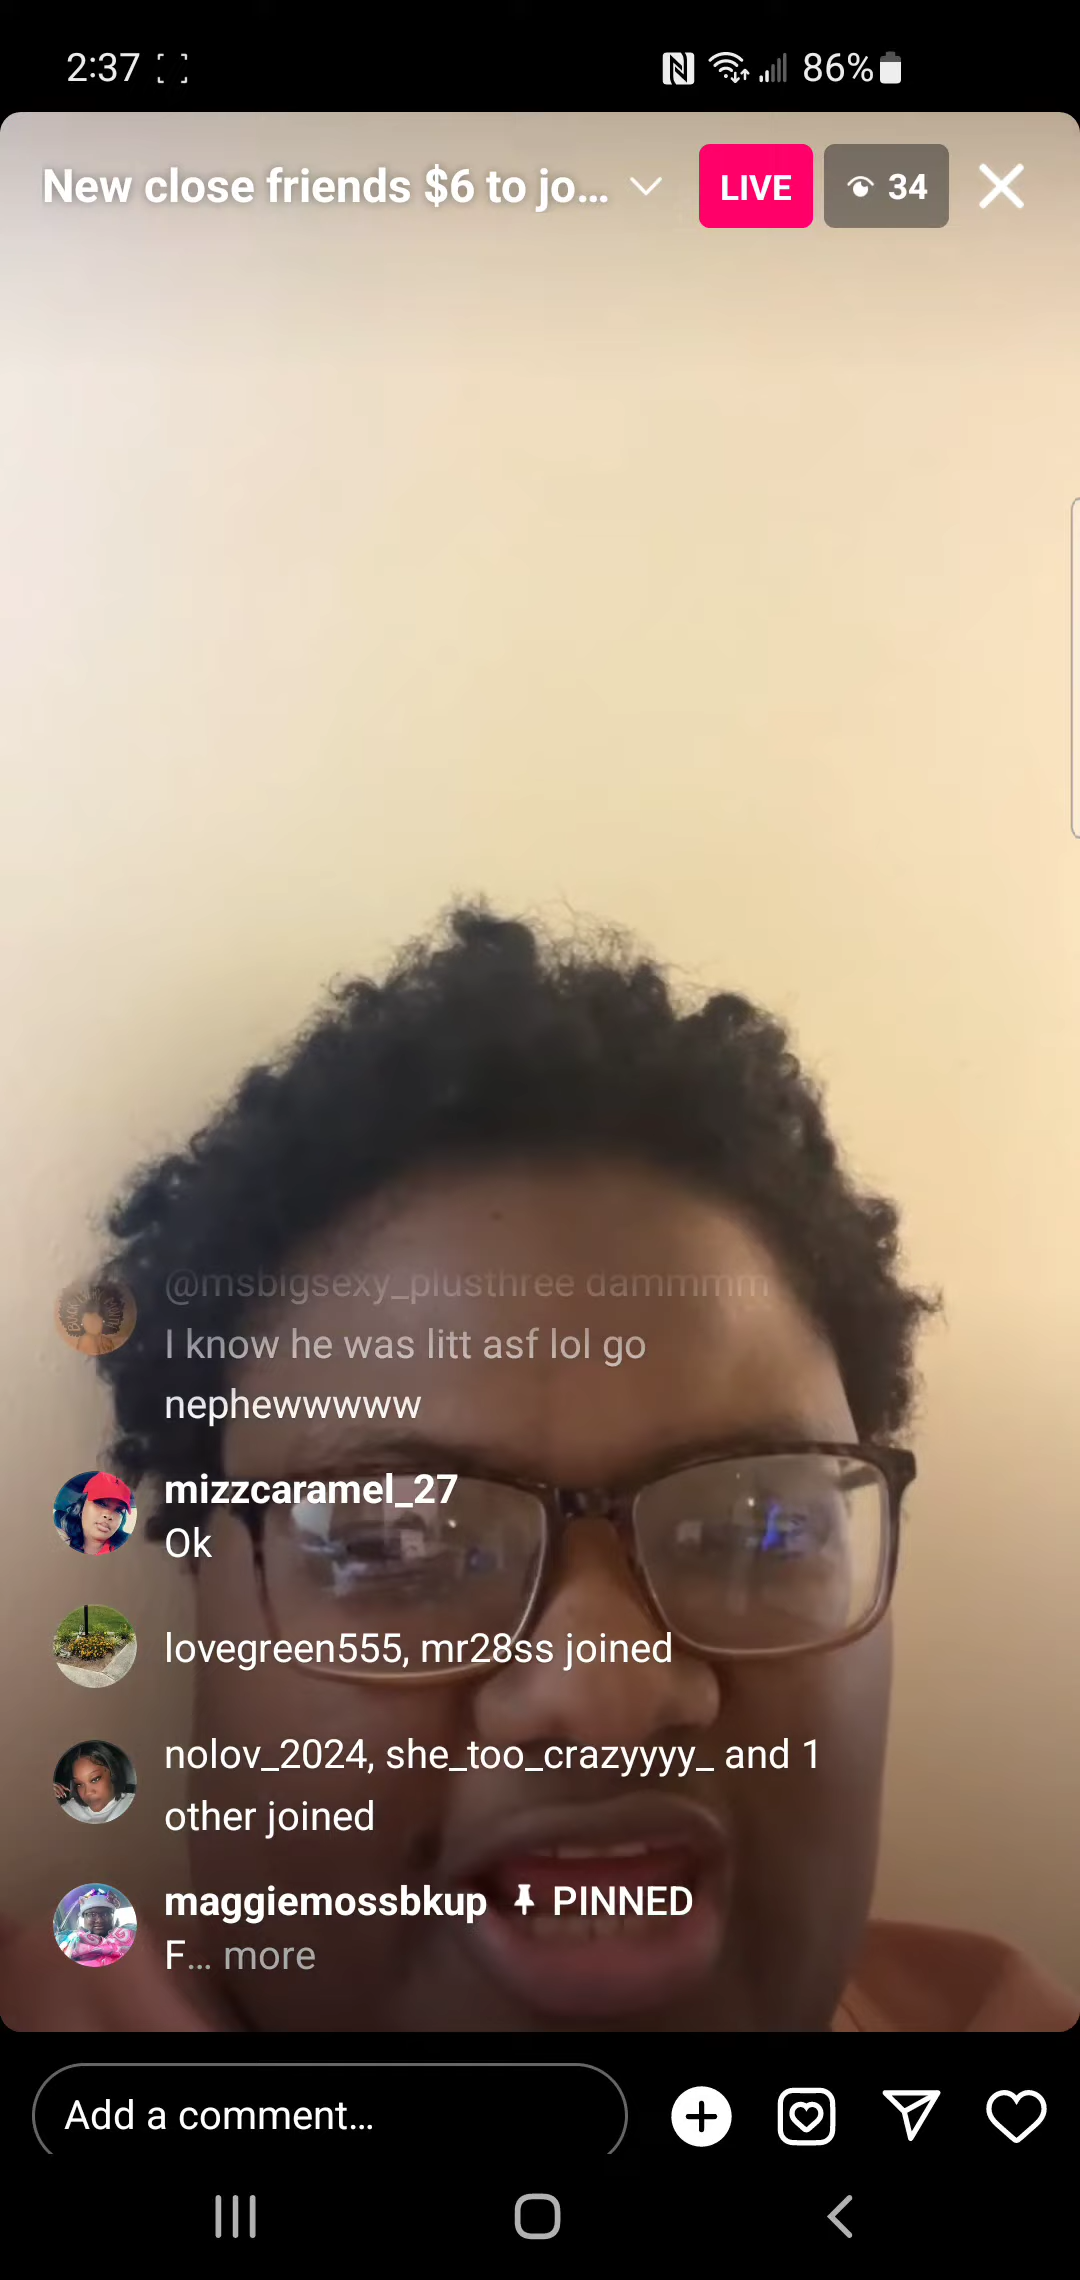 2:37
86%
New close friends $6 to jo...
LIVE
34
@msbigsexy_plusthree dammmm
I know he was litt asf lol go
nephewwwww
mizzcaramel_27
Ok
lovegreen555, mr28ss joined
nolov_2024, she_too_crazyyyy_ and 1
other joined
maggiemossbkup PINNED
F... more
Add a comment...